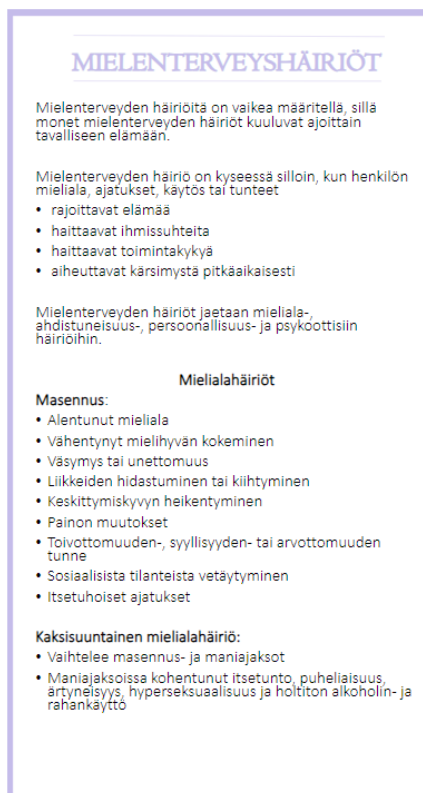 MIELENTERVEYSHÄIRIÖT
Mielenterveyden häiriöitä on vaikea määritellä, sillä
monet mielenterveyden häiriöt kuuluvat ajoittain
tavalliseen elämään.
Mielenterveyden häiriö on kyseessä silloin, kun henkilön
mieliala, ajatukset, käytös tai tunteet
• rajoittavat elämää
• haittaavat ihmissuhteita
• haittaavat toimintakykyä
• aiheuttavat kärsimystä pitkäaikaisesti
Mielenterveyden häiriöt jaetaan mieliala-,
ahdistuneisuus-, persoonallisuus- ja psykoottisiin
häiriöihin.
Mielialahäiriöt
Masennus:
• Alentunut mieliala
• Vähentynyt mielihyvän kokeminen
• Väsymys tai unettomuus
• Liikkeiden hidastuminen tai kiihtyminen
• Keskittymiskyvyn heikentyminen
• Painon muutokset
• Toivottomuuden-, syyllisyyden- tai arvottomuuden
tunne
• Sosiaalisista tilanteista vetäytyminen
• Itsetuhoiset ajatukset
Kaksisuuntainen mielialahäiriö:
• Vaihtelee masennus- ja maniajaksot
• Maniajaksoissa kohentunut itsetunto, puheliaisuus,
ärtyneisyys, hyperseksuaalisuus ja holtiton alkoholin- ja
rahankäyttö